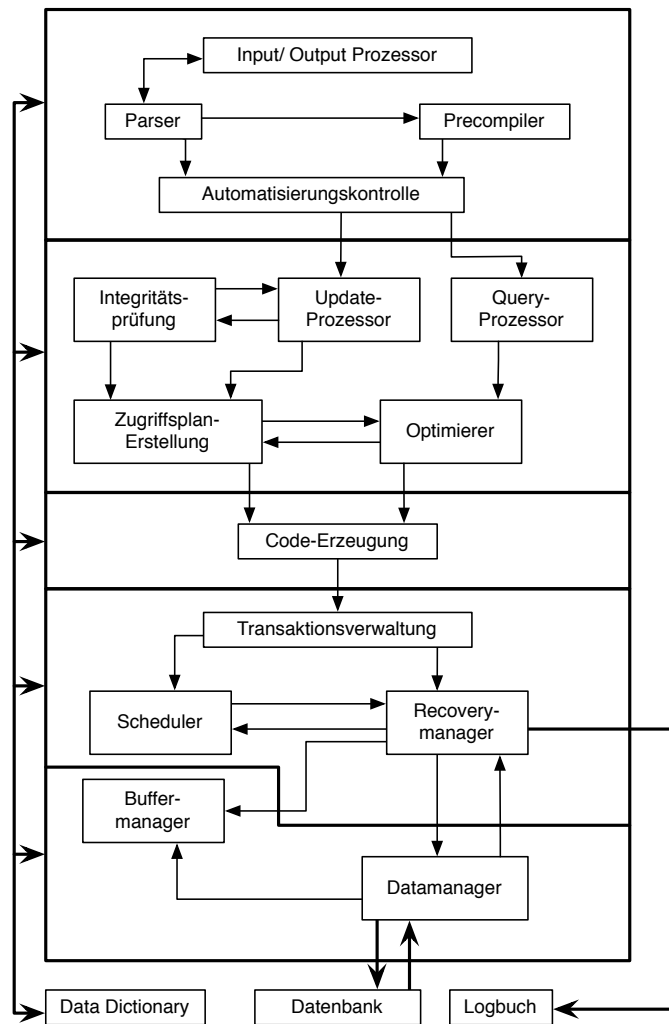 Input/ Output Prozessor
Parser
Precompiler
Automatisierungskontrolle
Integritäts-
prüfung
Update-
Prozessor
Query-
Prozessor
Zugriffsplan-
Erstellung
Optimierer
Code-Erzeugung
Transaktionsverwaltung
Scheduler
Recovery-
manager
Buffer-
manager
Datamanager
Data Dictionary
Datenbank
Logbuch